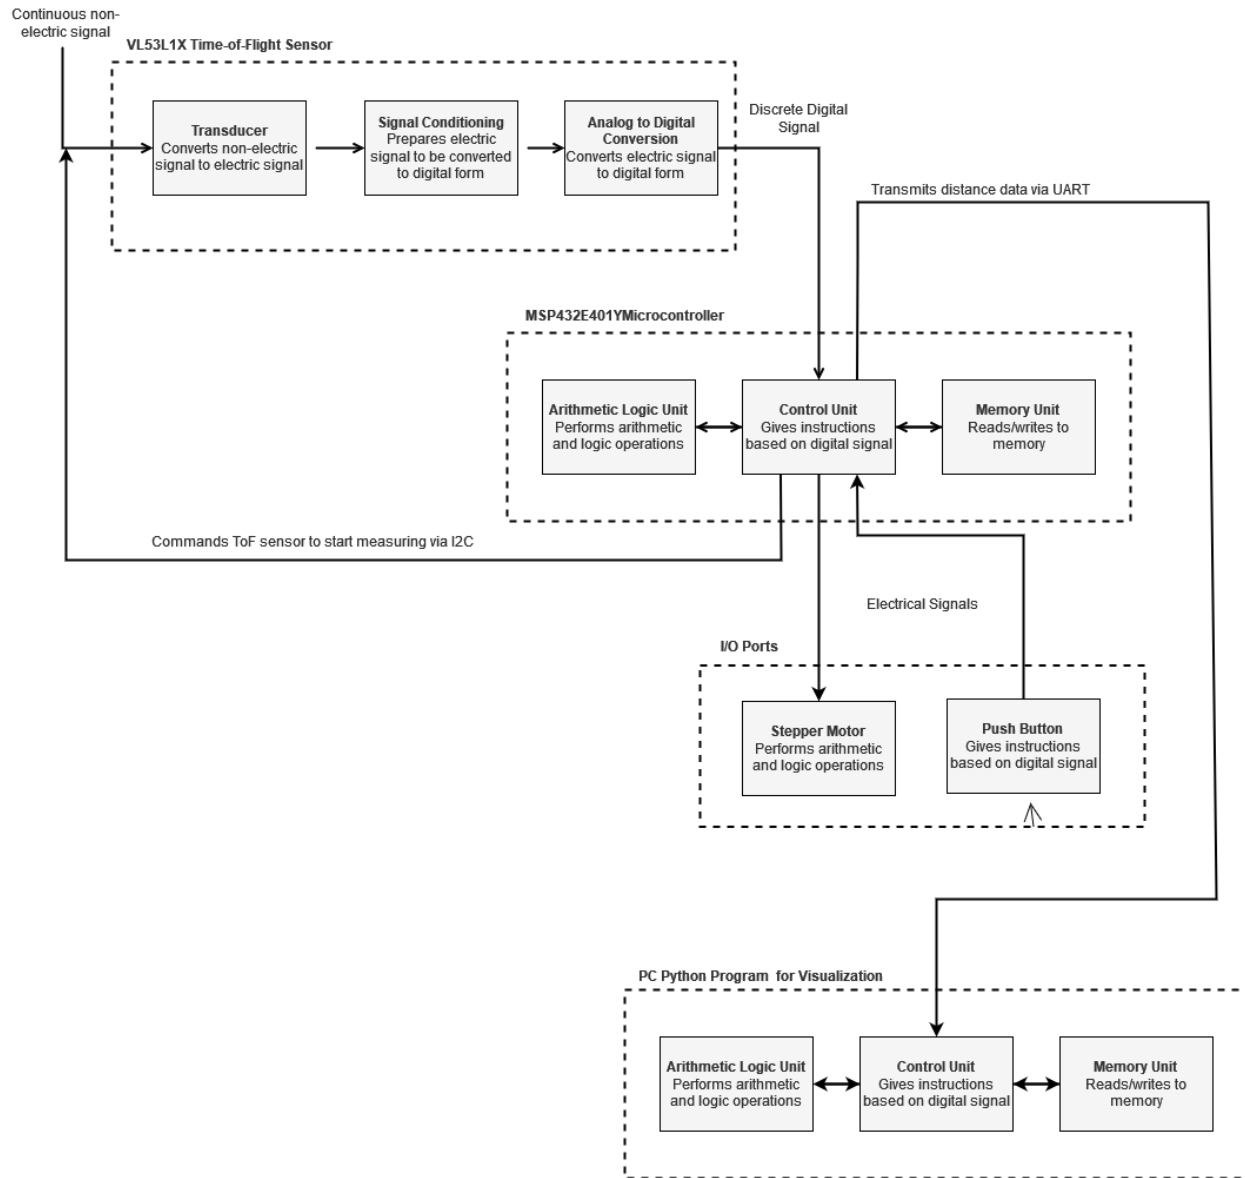 Continuous non-
electric signal
VL53L1X Time-of-Flight Sensor
Transducer
Converts non-electric
signal to electric signal
Signal Conditioning
Prepares electric
signal to be converted
to digital form
Analog to Digital
Conversion
Converts electric signal
to digital form
Discrete Digital
Signal
Transmits distance data via UART
MSP432E401YMicrocontroller
Arithmetic Logic Unit
Performs arithmetic
and logic operations
Control Unit
Gives instructions
based on digital signal
Memory Unit
Reads/writes to
memory
Commands ToF sensor to start measuring via I2C
Electrical Signals
I/O Ports
Stepper Motor
Performs arithmetic
and logic operations
Push Button
Gives instructions
based on digital signal
PC Python Program for Visualization
Arithmetic Logic Unit
Performs arithmetic
and logic operations
Control Unit
Gives instructions
based on digital signal
Memory Unit
Reads/writes to
memory